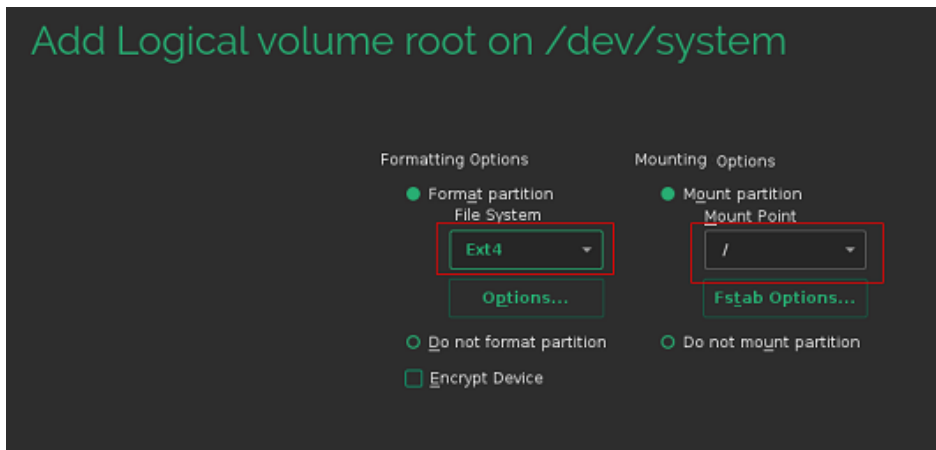 Add Logical volume root on /dev/system
Formatting Options
Format partition
File System
Ext4
Options...
Do not format partition
Encrypt Device
Mounting Options
Mount partition
Mount Point
/
Fstab Options...
Do not mount partition